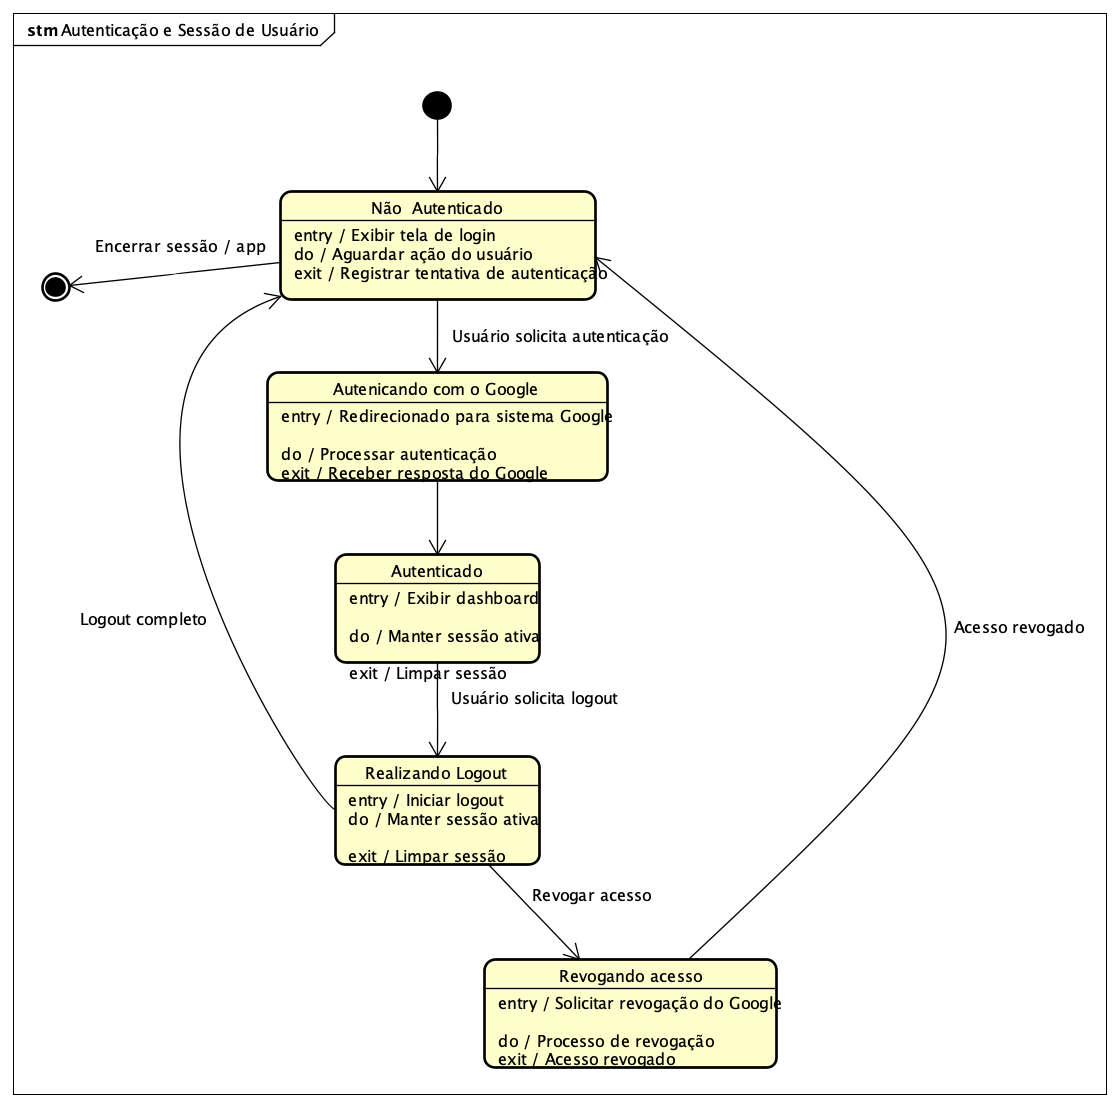 stm Autenticação e Sessão de Usuário
Não Autenticado
entry / Exibir tela de login
do / Aguardar ação do usuário
exit / Registrar tentativa de autenticação
Encerrar sessão / app
Usuário solicita autenticação
Autenicando com o Google
entry / Redirecionado para sistema Google
do / Processar autenticação
exit / Receber resposta do Google
Autenticado
entry / Exibir dashboard
do / Manter sessão ativa
exit / Limpar sessão
Logout completo
Acesso revogado
Usuário solicita logout
Realizando Logout
entry / Iniciar logout
do / Manter sessão ativa
exit / Limpar sessão
Revogar acesso
Revogando acesso
entry / Solicitar revogação do Google
do / Processo de revogação
exit / Acesso revogado